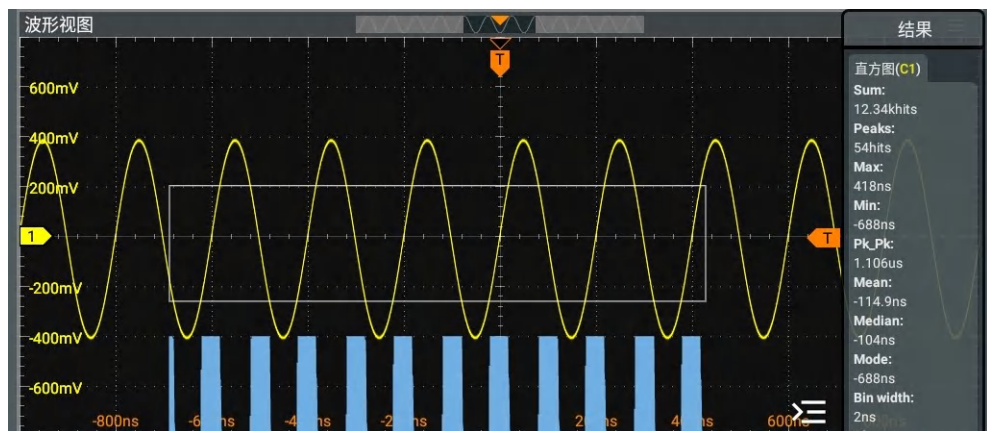 波形视图
结果
T
直方图(C1)
Sum:
12.34khits
Peaks:
54hits
Max:
418ns
Min:
-688ns
Pk_Pk:
1.106us
Mean:
-114.9ns
Median:
-104ns
Mode:
-688ns
Bin width:
2ns
600mV
400mV
200mV
1
T
-200mV
-400mV
-600mV
-800ns